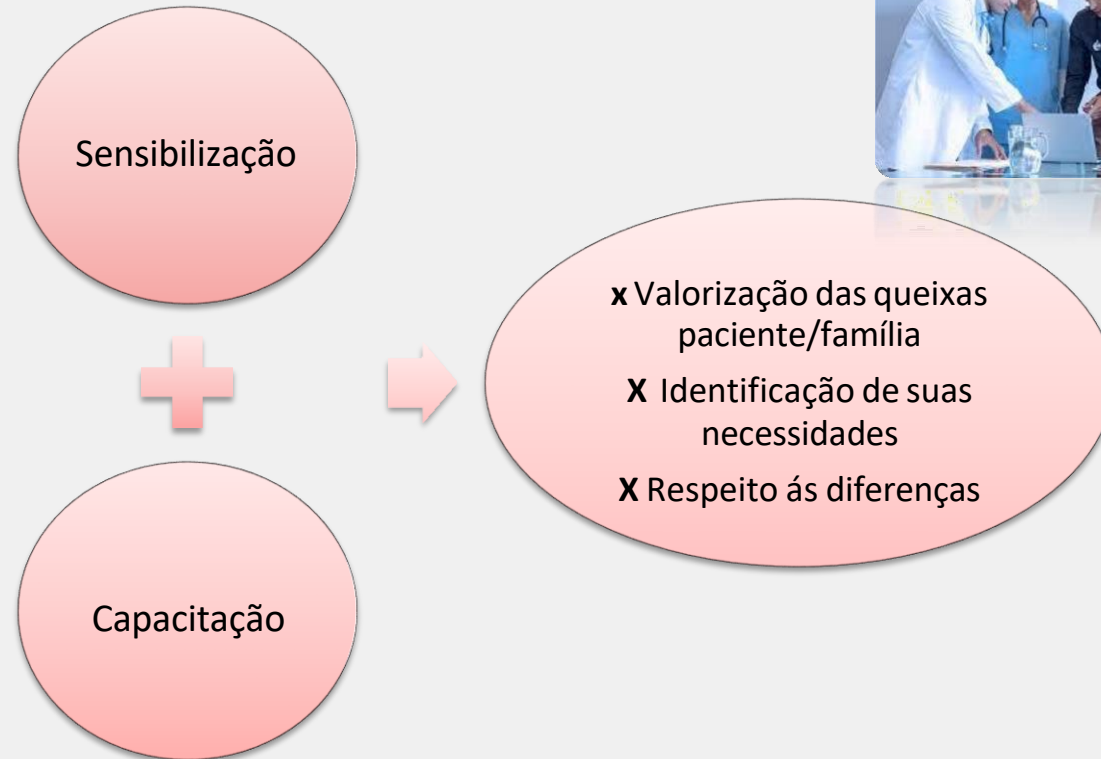 Sensibilização
x Valorização das queixas
paciente/família
X Identificação de suas
necessidades
X Respeito ás diferenças
Capacitação